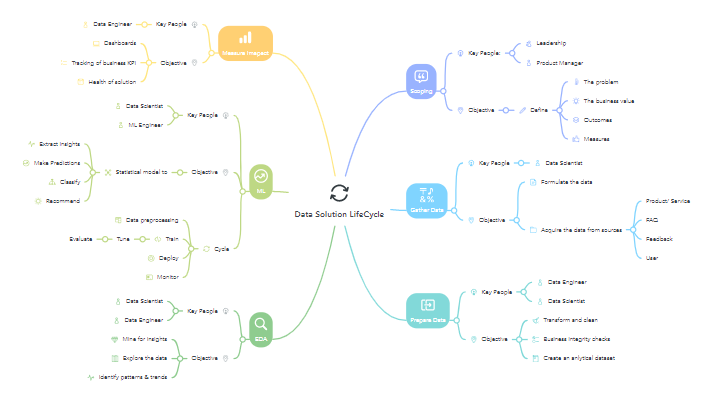 Data Solution LifeCycle
Scoping
Key People:
Leadership
Product Manager
Objective
Define
The problem
The business value
Outcomes
Measures
Gather Data
Key People
Data Scientist
Objective
Formulate the data
Acquire the data from sources
Product/ Service
FAQ
Feedback
User
Prepare Data
Key People
Data Engineer
Data Scientist
Objective
Transform and clean
Business integrity checks
Create an anlytical dataset
Measure Impact
Key People
Data Engineer
Objective
Dashboards
Tracking of business KPI
Health of solution
ML
Key People
Data Scientist
ML Engineer
Objective
Statistical model to
Extract insights
Make Predictions
Classify
Recommand
Cycle
Data preprocessing
Train
Tune
Evaluate
Deploy
Monitor
EDA
Key People
Data Scientist
Data Engineer
Objective
Mine for insights
Explore the data
Identify patterns & trends